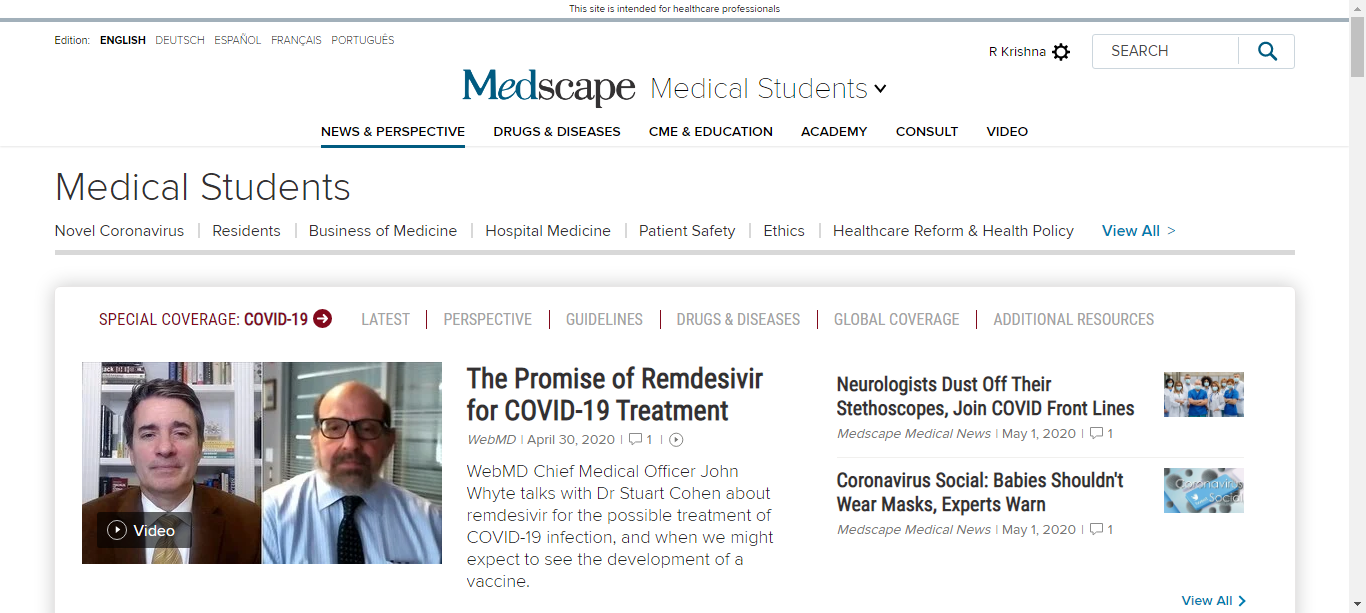 This site is intended for healthcare professionals
Edition: ENGLISH DEUTSCH ESPAÑOL FRANÇAIS PORTUGUÊS
R Krishna
SEARCH
Medscape Medical Students
NEWS & PERSPECTIVE DRUGS & DISEASES CME & EDUCATION ACADEMY CONSULT VIDEO
Medical Students
Novel Coronavirus | Residents | Business of Medicine | Hospital Medicine | Patient Safety | Ethics | Healthcare Reform & Health Policy View All >
SPECIAL COVERAGE: COVID-19 LATEST | PERSPECTIVE | GUIDELINES | DRUGS & DISEASES | GLOBAL COVERAGE | ADDITIONAL RESOURCES
Video
The Promise of Remdesivir
for COVID-19 Treatment
WebMD | April 30, 2020 | 1 |
WebMD Chief Medical Officer John
Whyte talks with Dr Stuart Cohen about
remdesivir for the possible treatment of
COVID-19 infection, and when we might
expect to see the development of a
vaccine.
Neurologists Dust Off Their
Stethoscopes, Join COVID Front Lines
Medscape Medical News | May 1, 2020 | 1
Coronavirus Social: Babies Shouldn't
Wear Masks, Experts Warn
Medscape Medical News | May 1, 2020 | 1
Coronavirus
Social
View All